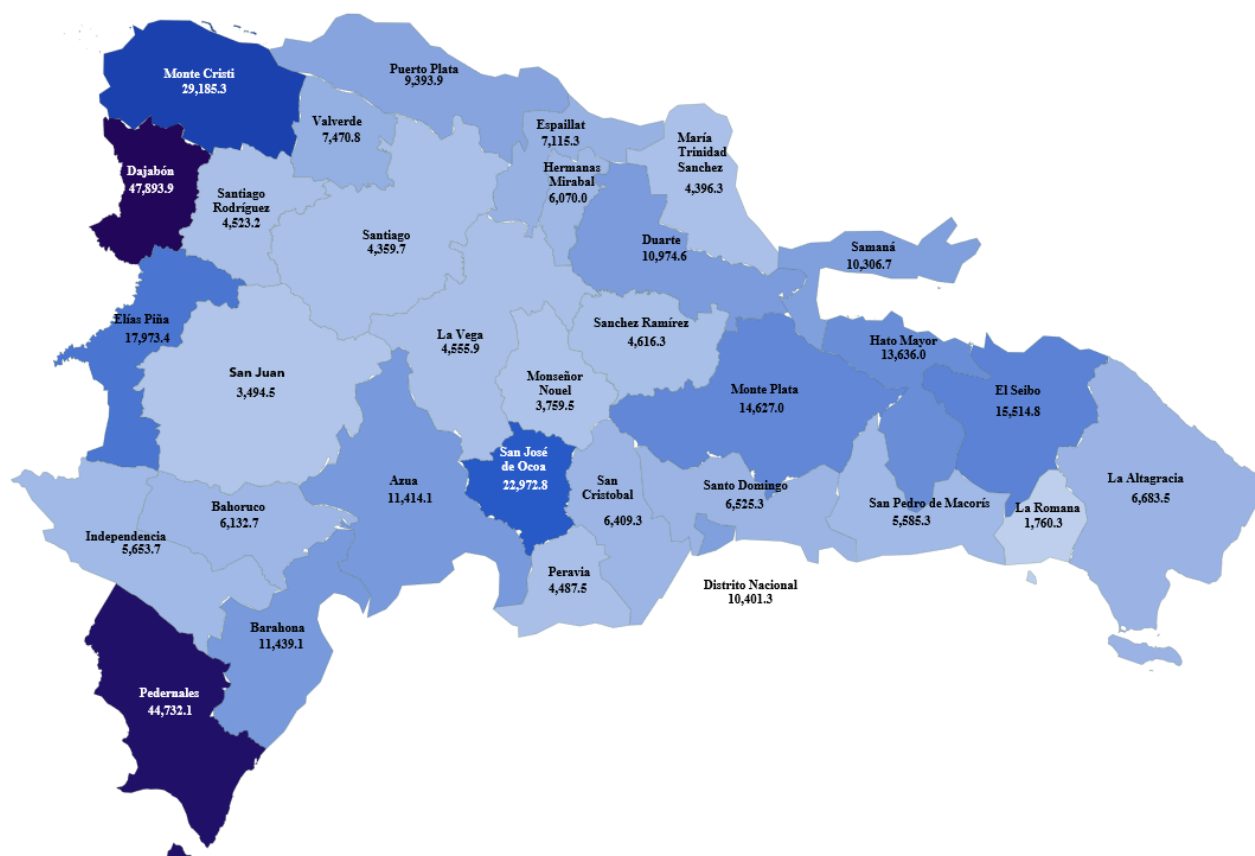 Monte Cristi
29,185.3
Puerto Plata
9,393.9
Valverde
7,470.8
Espaillat
7,115.3
María
Trinidad
Sanchez
4,396.3
Dajabón
47,893.9
Hermanas
Mirabal
6,070.0
Santiago
Rodríguez
4,523.2
Santiago
4,359.7
Duarte
10,974.6
Samaná
10,306.7
Elías Piña
17,973.4
La Vega
4,555.9
Sanchez Ramírez
4,616.3
Hato Mayor
13,636.0
San Juan
3,494.5
Monseñor
Nouel
3,759.5
Monte Plata
14,627.0
El Seibo
15,514.8
San José
de Ocoa
22,972.8
Azua
11,414.1
San
Cristobal
6,409.3
Santo Domingo
6,525.3
San Pedro de Macorís
5,585.3
La Romana
1,760.3
La Altagracia
6,683.5
Bahoruco
6,132.7
Independencia
5,653.7
Peravia
4,487.5
Distrito Nacional
10,401.3
Barahona
11,439.1
Pedernales
44,732.1